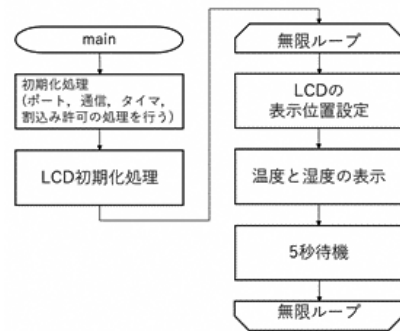 main
初期化処理
(ポート，通信，タイマ，
割込み許可の処理を行う)
LCD初期化処理
無限ループ
LCDの
表示位置設定
温度と湿度の表示
5秒待機
無限ループ